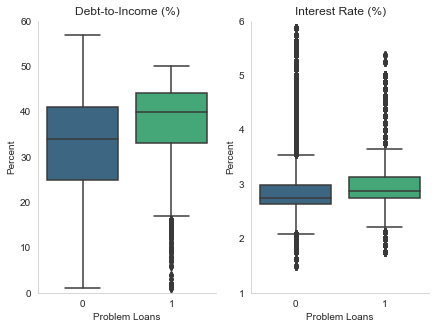 Debt-to-Income (%)
Percent
60
50
40
30
20
10
0
0 1
Problem Loans
Interest Rate (%)
Percent
6
5
4
3
2
1
0 1
Problem Loans